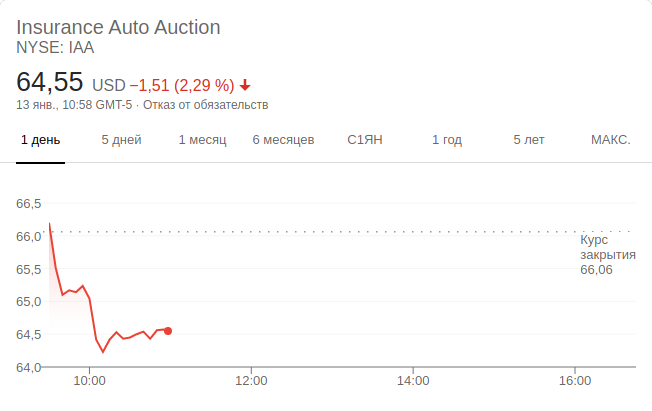 Insurance Auto Auction
NYSE: IAA
64,55 USD −1,51 (2,29 %)
13 янв., 10:58 GMT-5 · Отказ от обязательств
1 день 5 дней 1 месяц 6 месяцев С1ЯН 1 год 5 лет МАКС.
66,5
66,0
Курс
закрытия
66,06
65,5
65,0
64,5
64,0
10:00 12:00 14:00 16:00